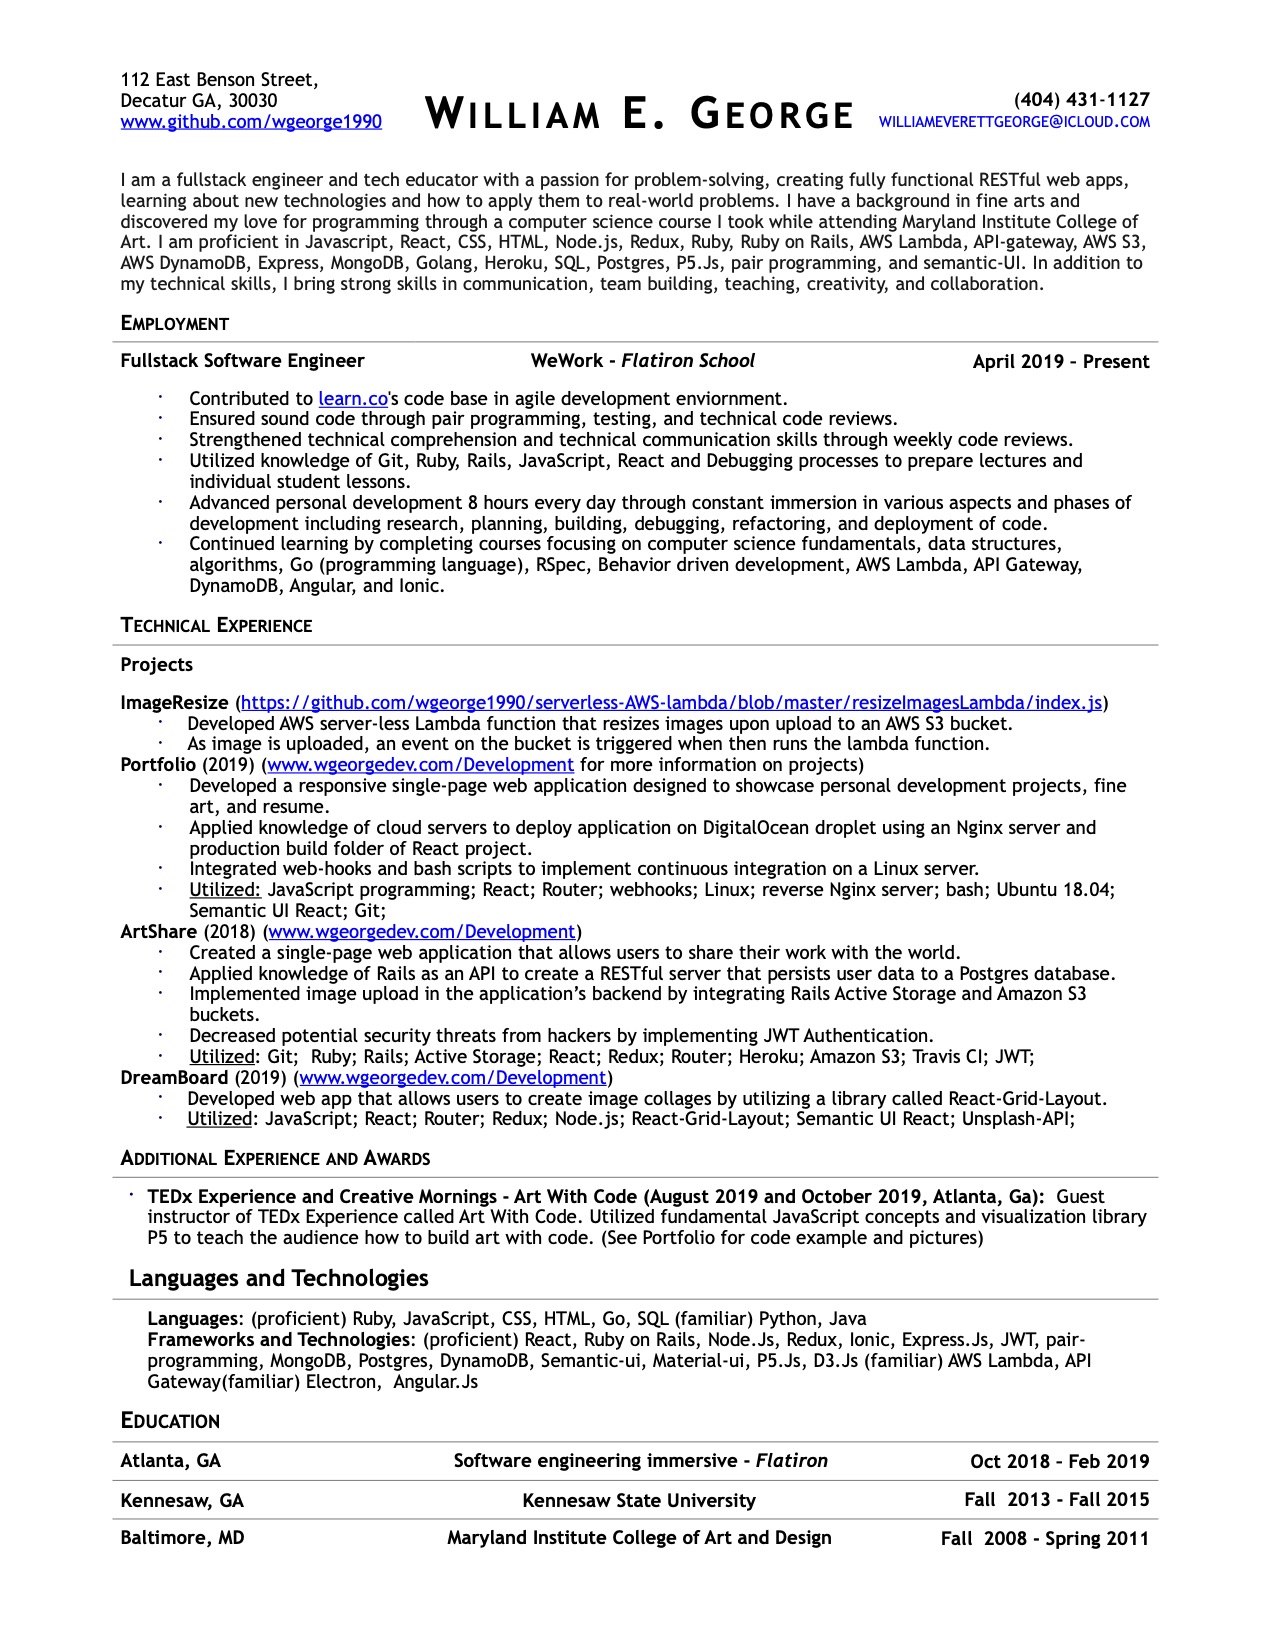 112 East Benson Street,
Decatur GA, 30030
www.github.com/wgeorge1990
WILLIAM E. GEORGE
(404) 431-1127
WILLIAMEVERETTGEORGE@ICLOUD.COM
I am a fullstack engineer and tech educator with a passion for problem-solving, creating fully functional RESTful web apps,
learning about new technologies and how to apply them to real-world problems. I have a background in fine arts and
discovered my love for programming through a computer science course I took while attending Maryland Institute College of
Art. I am proficient in Javascript, React, CSS, HTML, Node.js, Redux, Ruby, Ruby on Rails, AWS Lambda, API-gateway, AWS S3,
AWS DynamoDB, Express, MongoDB, Golang, Heroku, SQL, Postgres, P5.Js, pair programming, and semantic-UI. In addition to
my technical skills, I bring strong skills in communication, team building, teaching, creativity, and collaboration.
EMPLOYMENT
Fullstack Software Engineer WeWork - Flatiron School April 2019 – Present
· Contributed to learn.co's code base in agile development enviornment.
· Ensured sound code through pair programming, testing, and technical code reviews.
· Strengthened technical comprehension and technical communication skills through weekly code reviews.
· Utilized knowledge of Git, Ruby, Rails, JavaScript, React and Debugging processes to prepare lectures and
individual student lessons.
· Advanced personal development 8 hours every day through constant immersion in various aspects and phases of
development including research, planning, building, debugging, refactoring, and deployment of code.
· Continued learning by completing courses focusing on computer science fundamentals, data structures,
algorithms, Go (programming language), RSpec, Behavior driven development, AWS Lambda, API Gateway,
DynamoDB, Angular, and Ionic.
TECHNICAL EXPERIENCE
Projects
ImageResize (https://github.com/wgeorge1990/serverless-AWS-lambda/blob/master/resizeImagesLambda/index.js)
· Developed AWS server-less Lambda function that resizes images upon upload to an AWS S3 bucket.
· As image is uploaded, an event on the bucket is triggered when then runs the lambda function.
Portfolio (2019) (www.wgeorgedev.com/Development for more information on projects)
· Developed a responsive single-page web application designed to showcase personal development projects, fine
art, and resume.
· Applied knowledge of cloud servers to deploy application on DigitalOcean droplet using an Nginx server and
production build folder of React project.
· Integrated web-hooks and bash scripts to implement continuous integration on a Linux server.
· Utilized: JavaScript programming; React; Router; webhooks; Linux; reverse Nginx server; bash; Ubuntu 18.04;
Semantic UI React; Git;
ArtShare (2018) (www.wgeorgedev.com/Development)
· Created a single-page web application that allows users to share their work with the world.
· Applied knowledge of Rails as an API to create a RESTful server that persists user data to a Postgres database.
· Implemented image upload in the application’s backend by integrating Rails Active Storage and Amazon S3
buckets.
· Decreased potential security threats from hackers by implementing JWT Authentication.
· Utilized: Git; Ruby; Rails; Active Storage; React; Redux; Router; Heroku; Amazon S3; Travis CI; JWT;
DreamBoard (2019) (www.wgeorgedev.com/Development)
· Developed web app that allows users to create image collages by utilizing a library called React-Grid-Layout.
· Utilized: JavaScript; React; Router; Redux; Node.js; React-Grid-Layout; Semantic UI React; Unsplash-API;
ADDITIONAL EXPERIENCE AND AWARDS
· TEDx Experience and Creative Mornings - Art With Code (August 2019 and October 2019, Atlanta, Ga): Guest
instructor of TEDx Experience called Art With Code. Utilized fundamental JavaScript concepts and visualization library
P5 to teach the audience how to build art with code. (See Portfolio for code example and pictures)
Languages and Technologies
Languages: (proficient) Ruby, JavaScript, CSS, HTML, Go, SQL (familiar) Python, Java
Frameworks and Technologies: (proficient) React, Ruby on Rails, Node.Js, Redux, Ionic, Express.Js, JWT, pair-
programming, MongoDB, Postgres, DynamoDB, Semantic-ui, Material-ui, P5.Js, D3.Js (familiar) AWS Lambda, API
Gateway(familiar) Electron, Angular.Js
EDUCATION
Atlanta, GA Software engineering immersive - Flatiron Oct 2018 – Feb 2019
Kennesaw, GA Kennesaw State University Fall 2013 - Fall 2015
Baltimore, MD Maryland Institute College of Art and Design Fall 2008 - Spring 2011